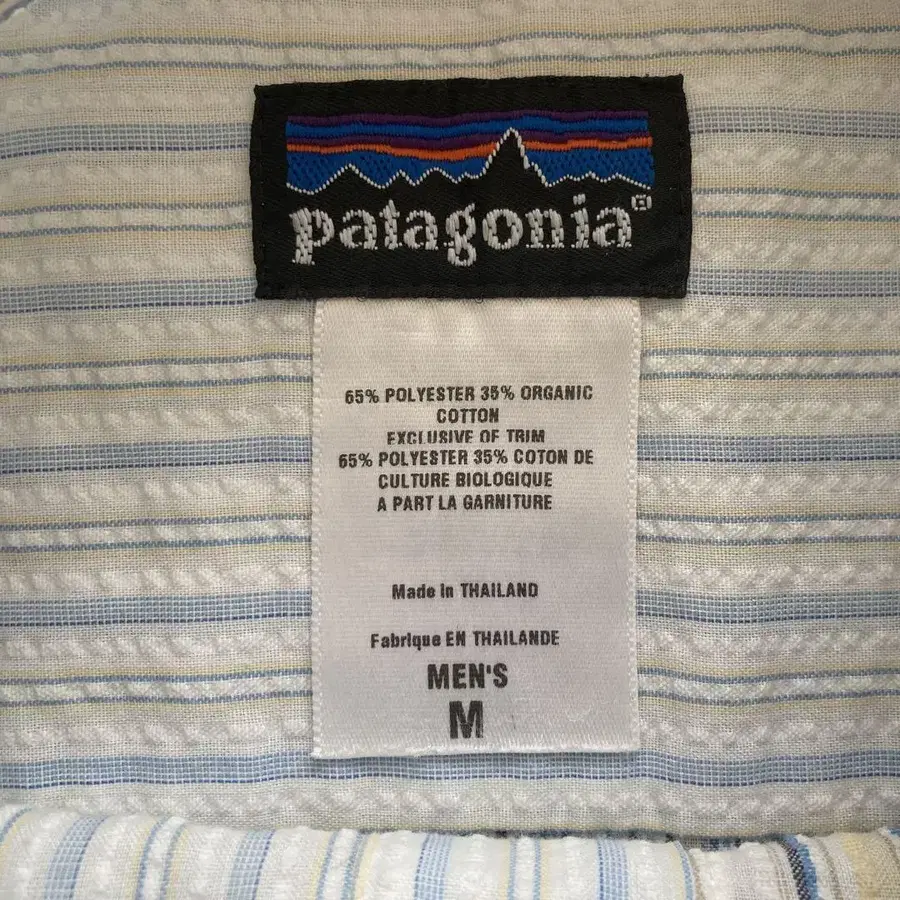 patagonia®
65% POLYESTER 35% ORGANIC
COTTON
EXCLUSIVE OF TRIM
65% POLYESTER 35% COTON DE
CULTURE BIOLOGIQUE
A PART LA GARNITURE
Made in THAILAND
Fabrique EN THAILANDE
MEN'S
M